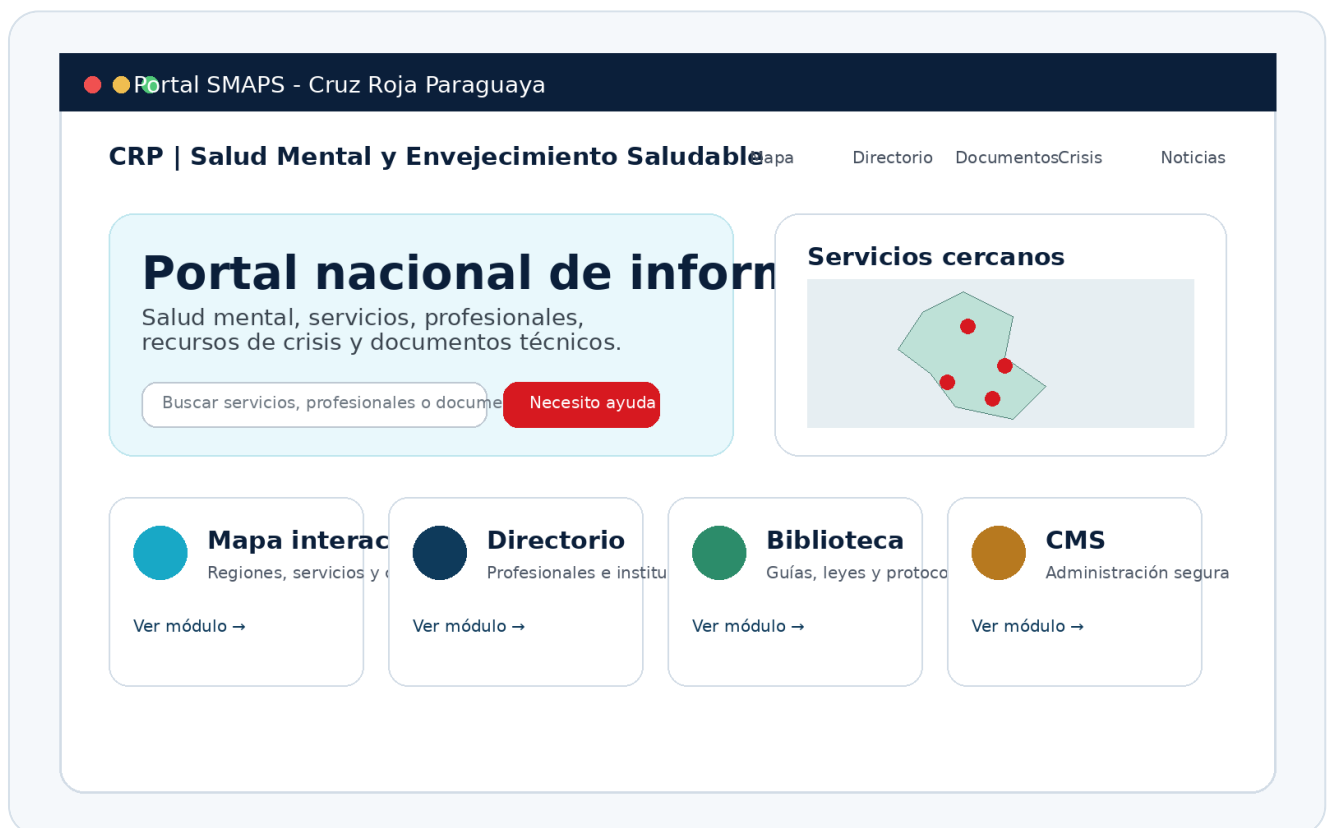 Portal SMAPS - Cruz Roja Paraguaya
CRP | Salud Mental y Envejecimiento Saludable
Mapa
Directorio
Documentos
Crisis
Noticias
Portal nacional de
Servicios cercanos
Salud mental, servicios, profesionales,
recursos de crisis y documentos técnicos.
Buscar servicios, profesionales o docume
Necesito ayuda
Mapa interac
Regiones, servicios y
Ver módulo →
Directorio
Profesionales e institu
Ver módulo →
Biblioteca
Guías, leyes y protoco
Ver módulo →
CMS
Administración segura
Ver módulo →